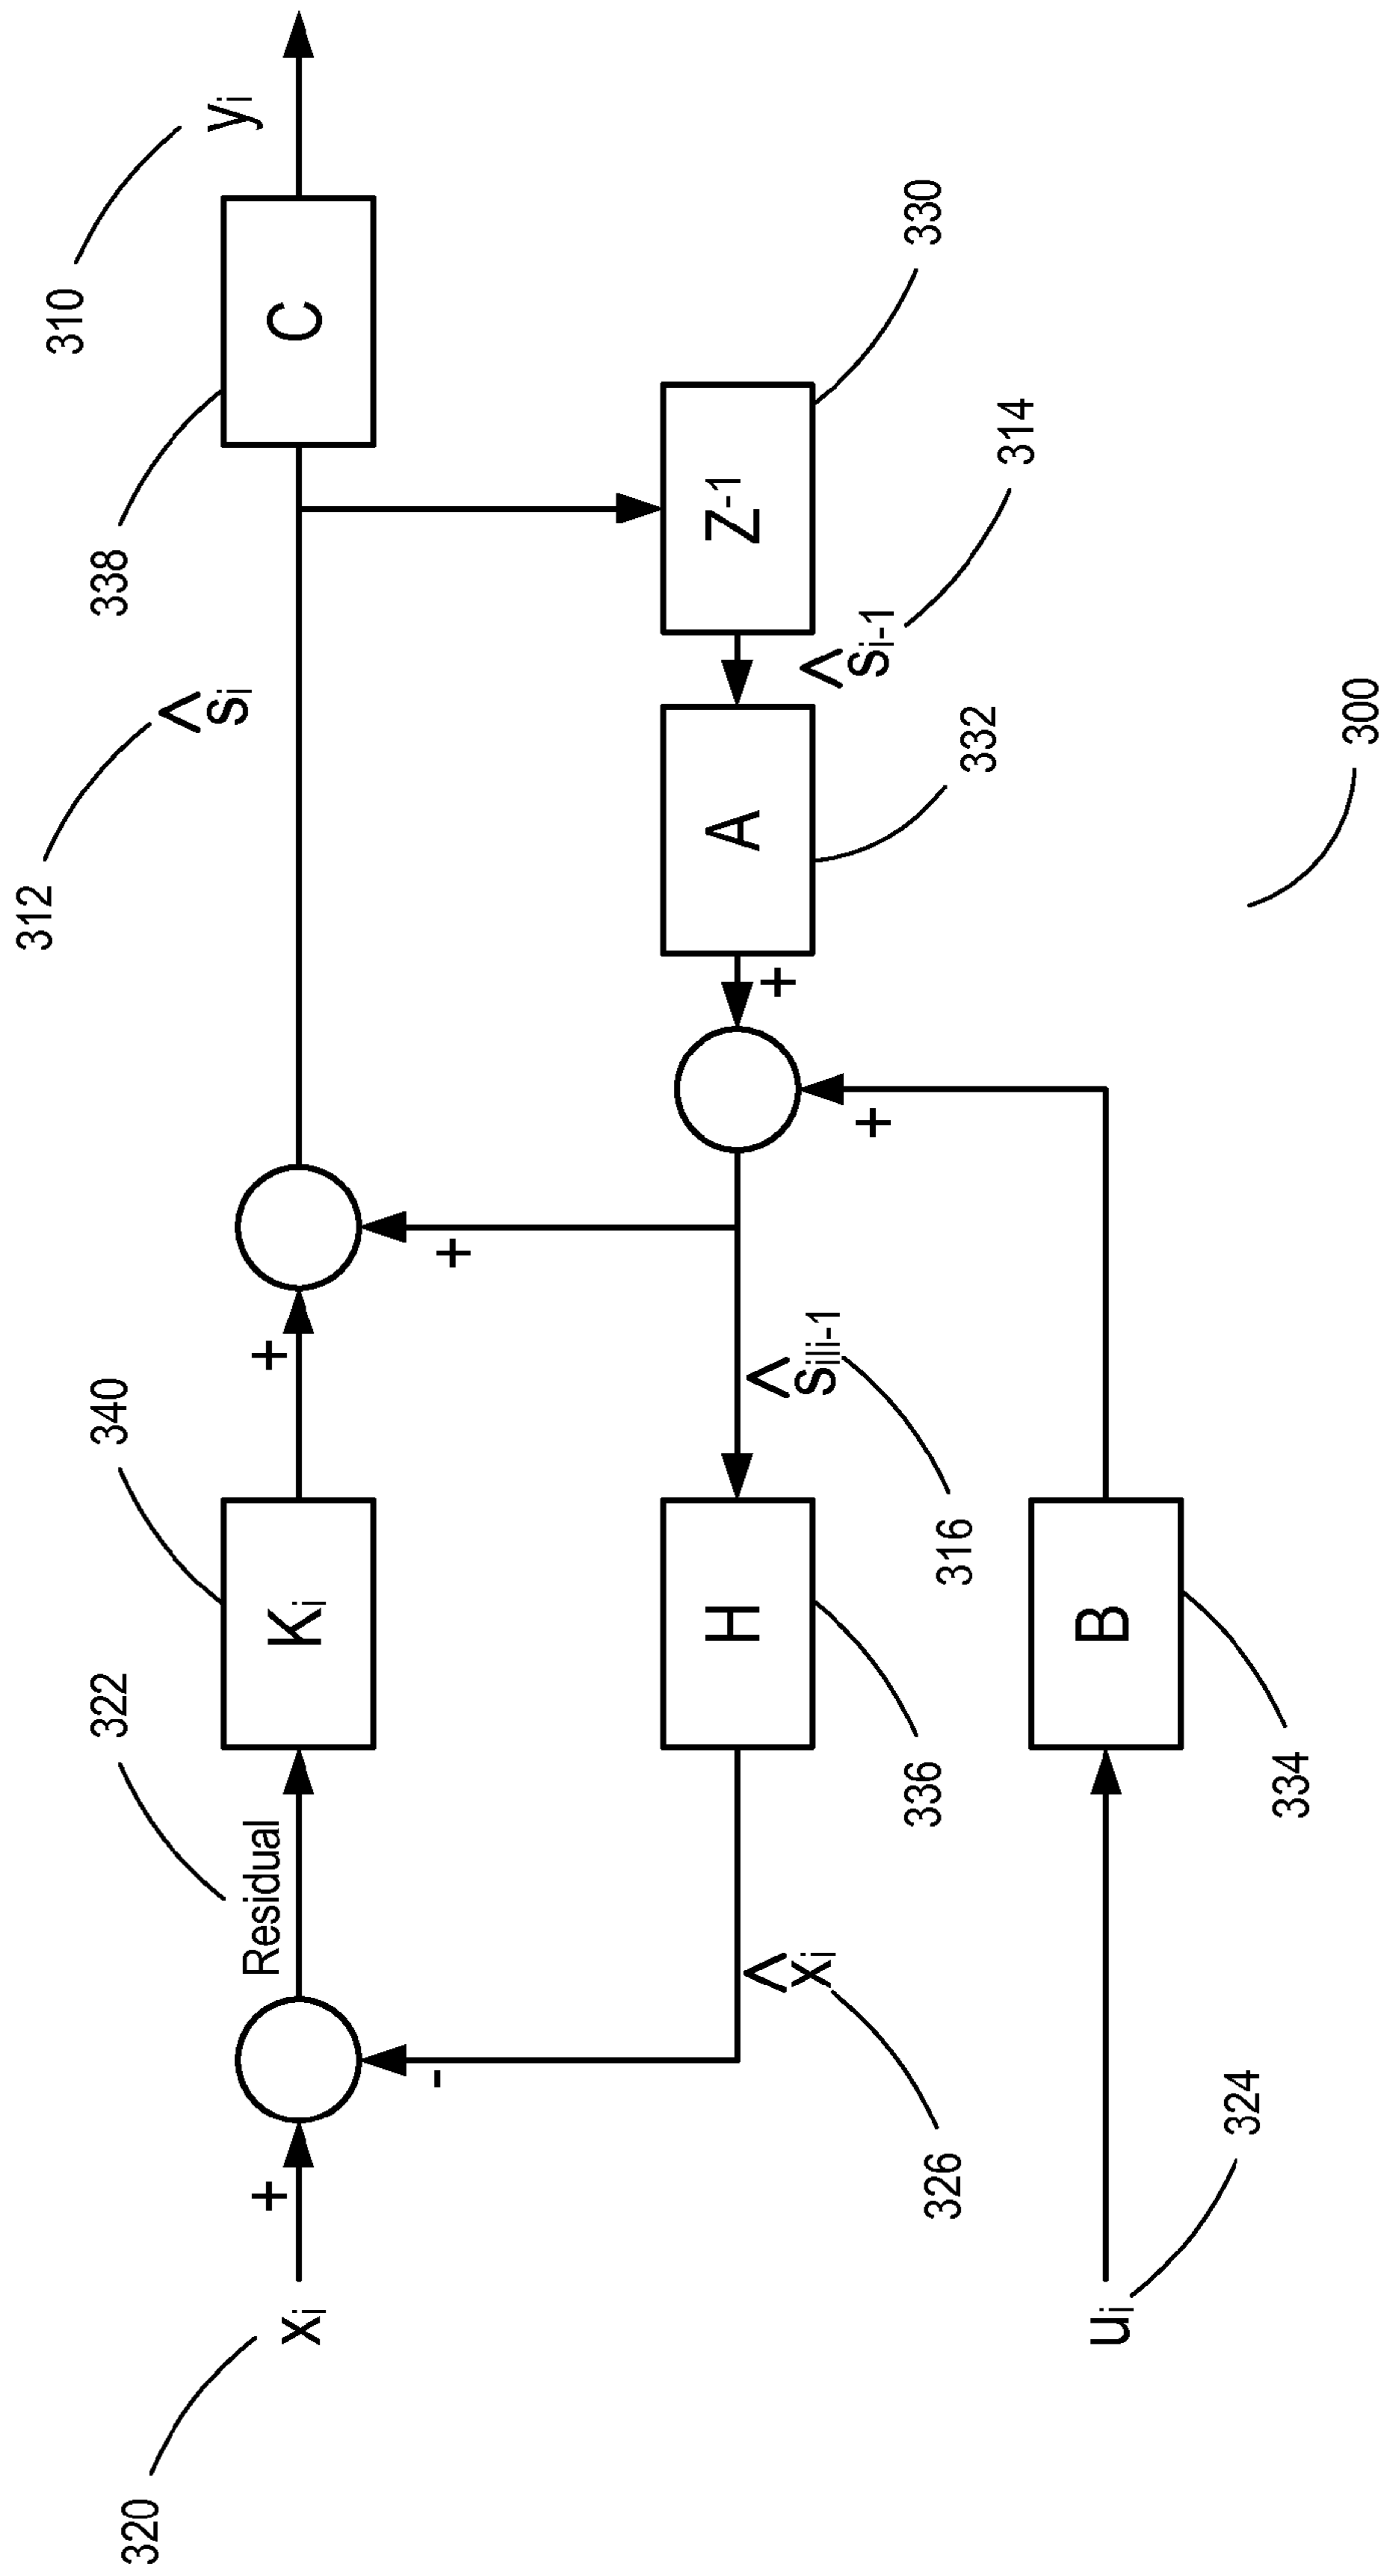 312
310
ŝi
yi
338
C
322
340
Residual
Ki
320
xi
+
-
+
+
330
Z-1
314
ŝi-1
332
A
+
+
ŝi|i-1
316
H
336
x̂i
326
B
334
ui
324
300